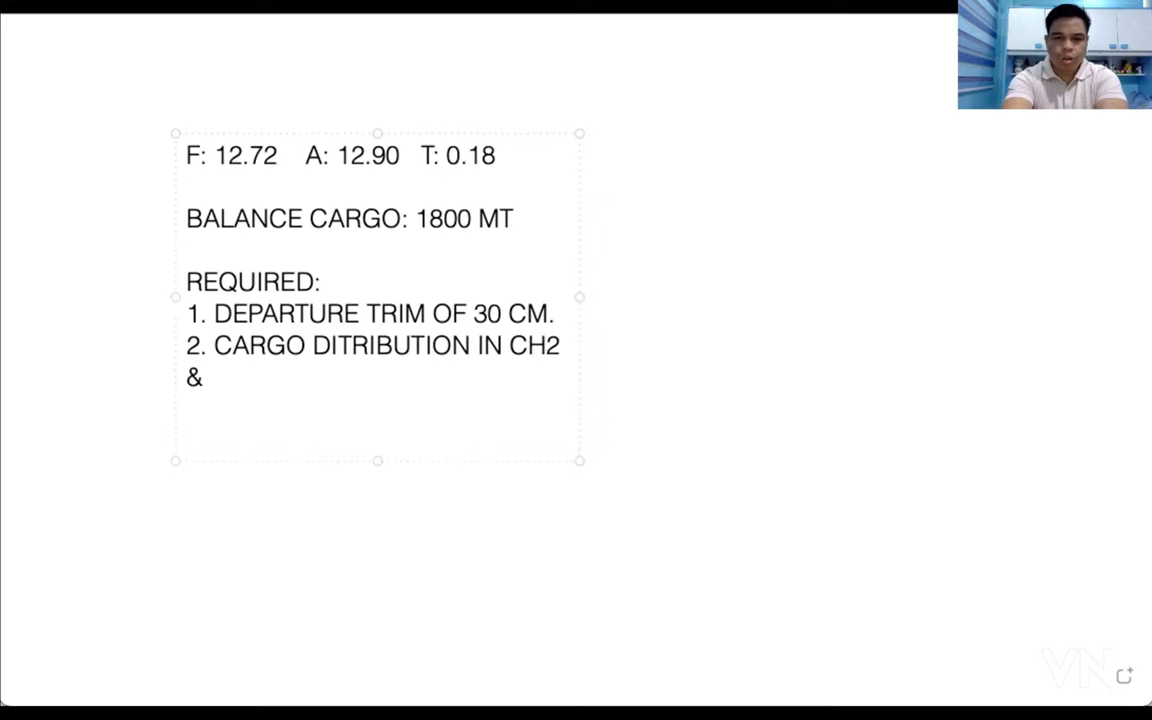 F: 12.72 A: 12.90 T: 0.18
BALANCE CARGO: 1800 MT
REQUIRED:
1. DEPARTURE TRIM OF 30 CM.
2. CARGO DITRIBUTION IN CH2
&
VN